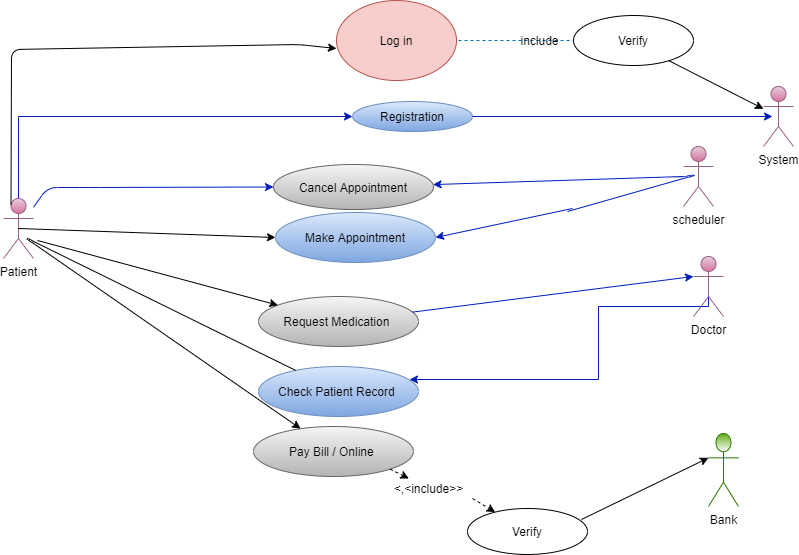 Log in
include
Verify
Registration
System
Cancel Appointment
scheduler
Make Appointment
Patient
Request Medication
Doctor
Check Patient Record
Pay Bill / Online
<,<include>>
Bank
Verify